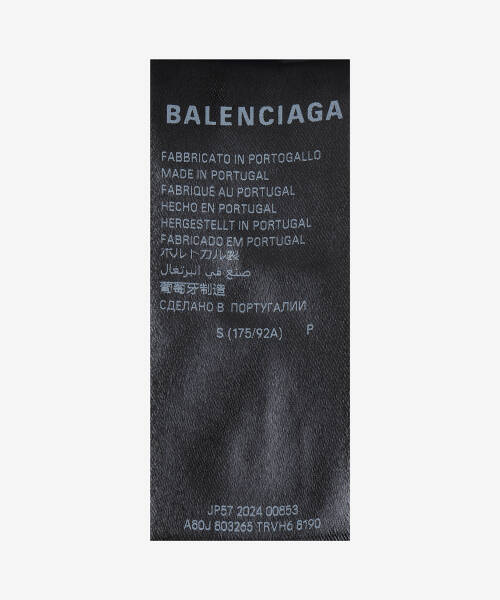 BALENCIAGA
FABBRICATO IN PORTOGALLO
MADE IN PORTUGAL
FABRIQUÉ AU PORTUGAL
HECHO EN PORTUGAL
HERGESTELLT IN PORTUGAL
FABRICADO EM PORTUGAL
ポルトガル製
صنع في البرتغال
葡萄牙制造
СДЕЛАНО В ПОРТУГАЛИИ
S (175/92A) P
JP57 2024 00853
A80J 803265 TRVH6 8190